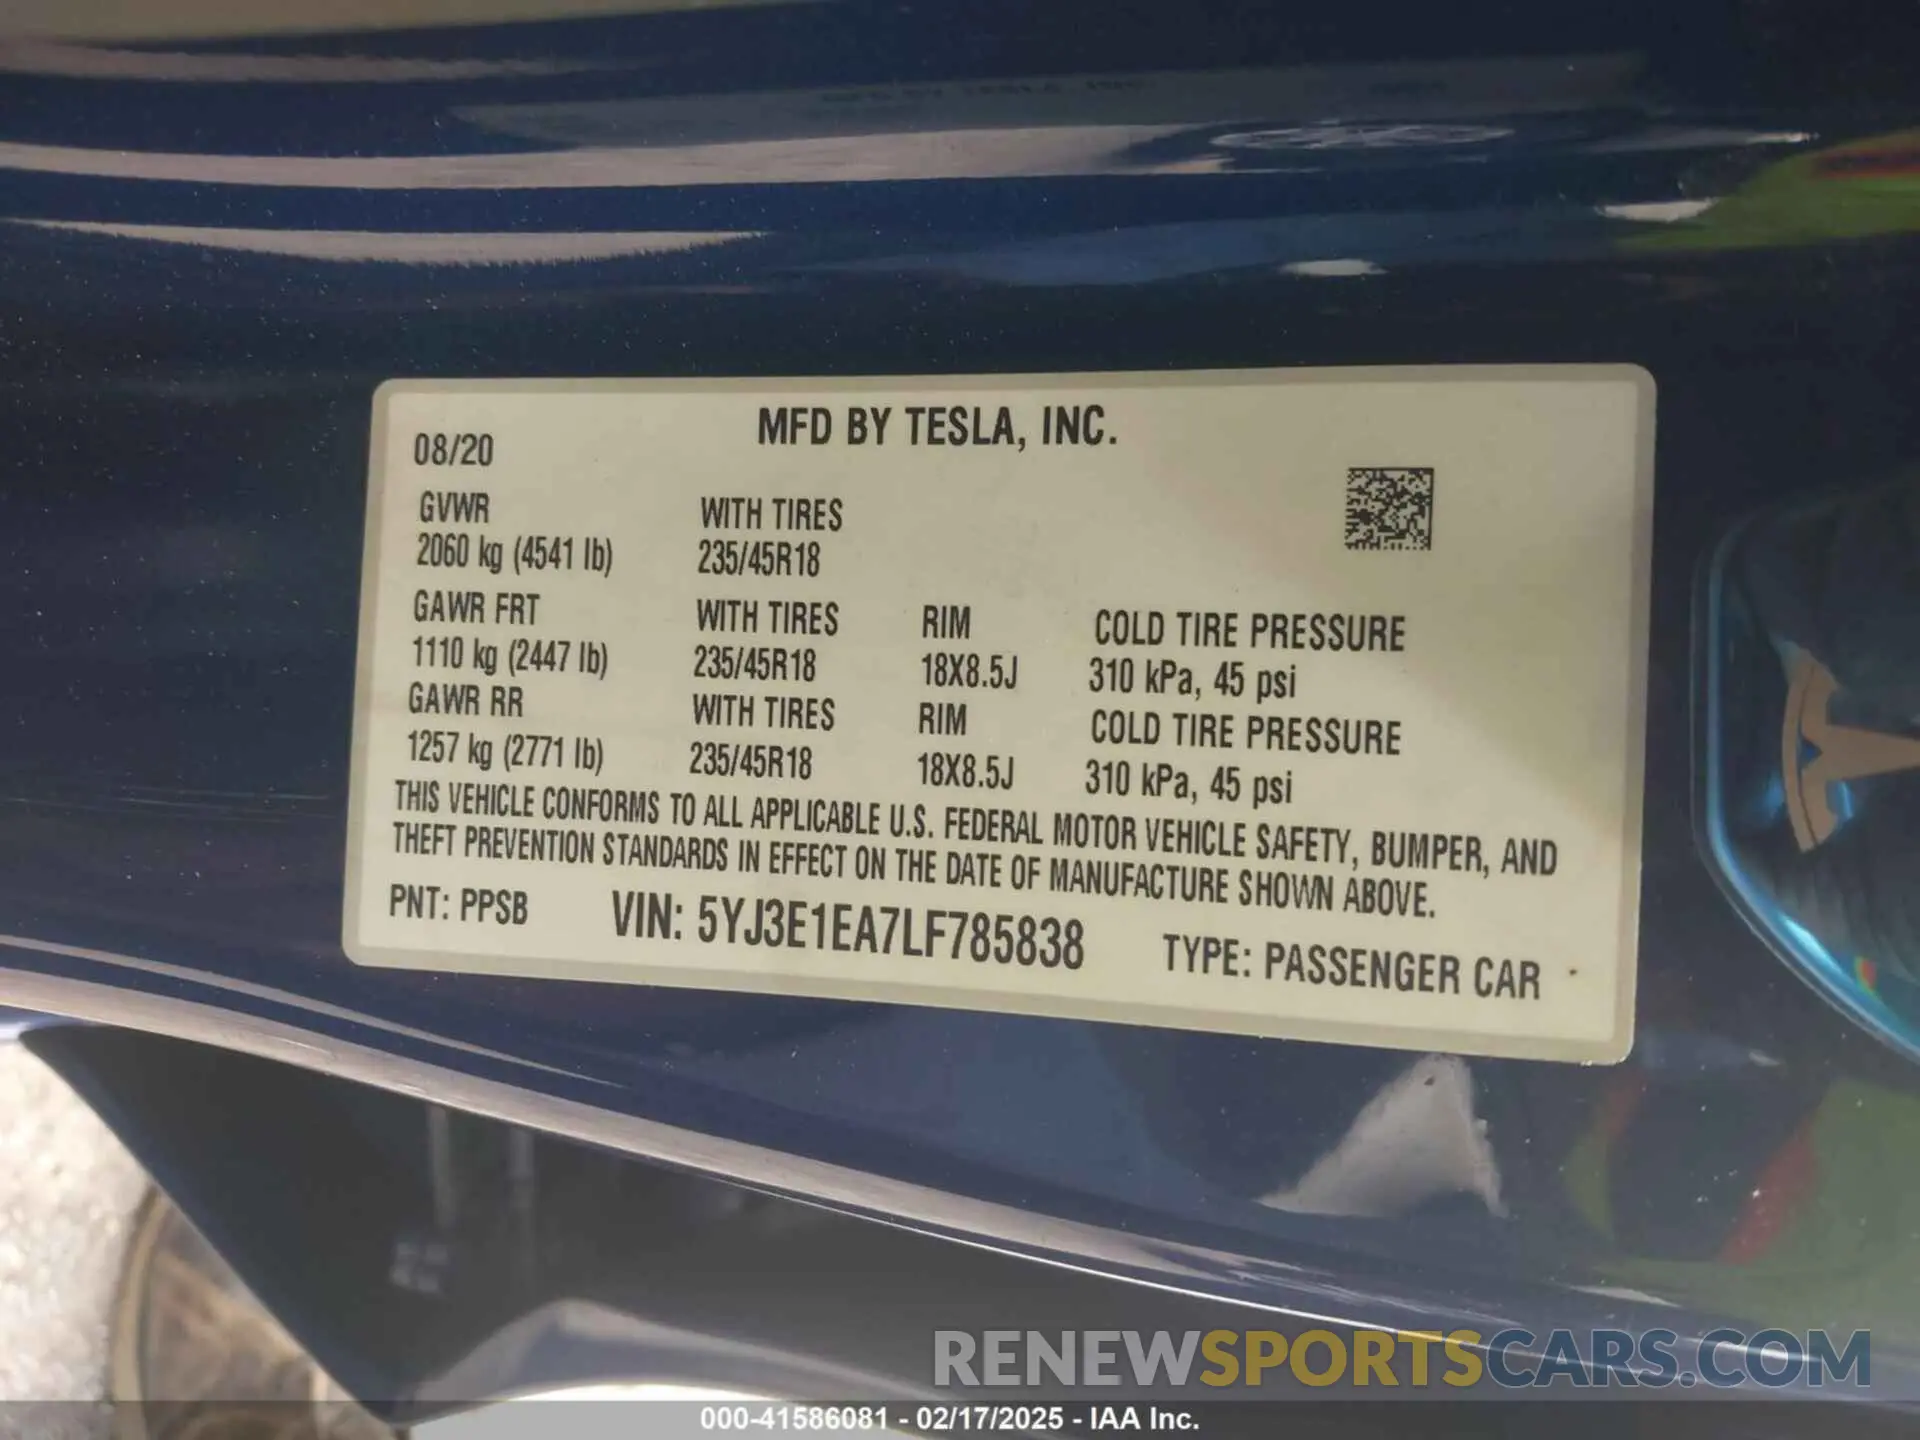 MFD BY TESLA, INC.
08/20
GVWR WITH TIRES
2060 kg (4541 lb) 235/45R18
GAWR FRT WITH TIRES RIM COLD TIRE PRESSURE
1110 kg (2447 lb) 235/45R18 18X8.5J 310 kPa, 45 psi
GAWR RR WITH TIRES RIM COLD TIRE PRESSURE
1257 kg (2771 lb) 235/45R18 18X8.5J 310 kPa, 45 psi
THIS VEHICLE CONFORMS TO ALL APPLICABLE U.S. FEDERAL MOTOR VEHICLE SAFETY, BUMPER, AND
THEFT PREVENTION STANDARDS IN EFFECT ON THE DATE OF MANUFACTURE SHOWN ABOVE.
PNT: PPSB VIN: 5YJ3E1EA7LF785838 TYPE: PASSENGER CAR
RENEWSPORTSCARS.COM
000-41586081 - 02/17/2025 - IAA Inc.